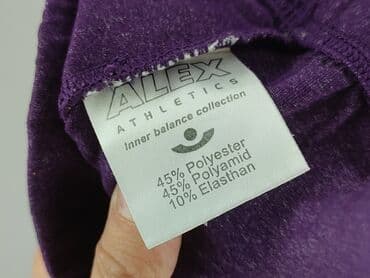 ALEX
ATHLETICS
Inner balance collection
45% Polyester
45% Polyamid
10% Elasthan